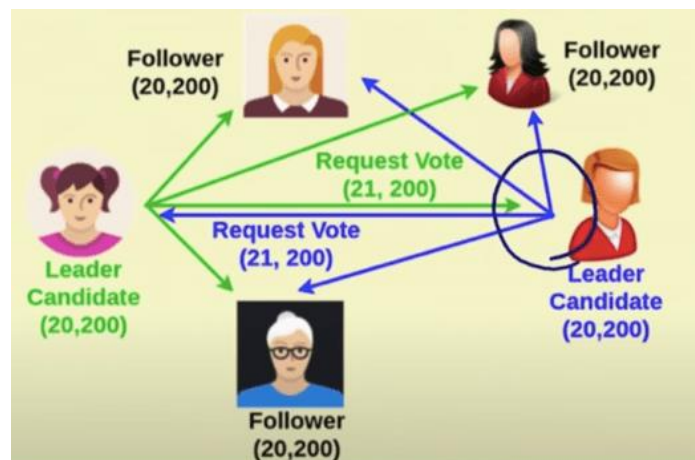 Follower
(20,200)
Follower
(20,200)
Request Vote
(21, 200)
Request Vote
(21, 200)
Leader
Candidate
(20,200)
Leader
Candidate
(20,200)
Follower
(20,200)